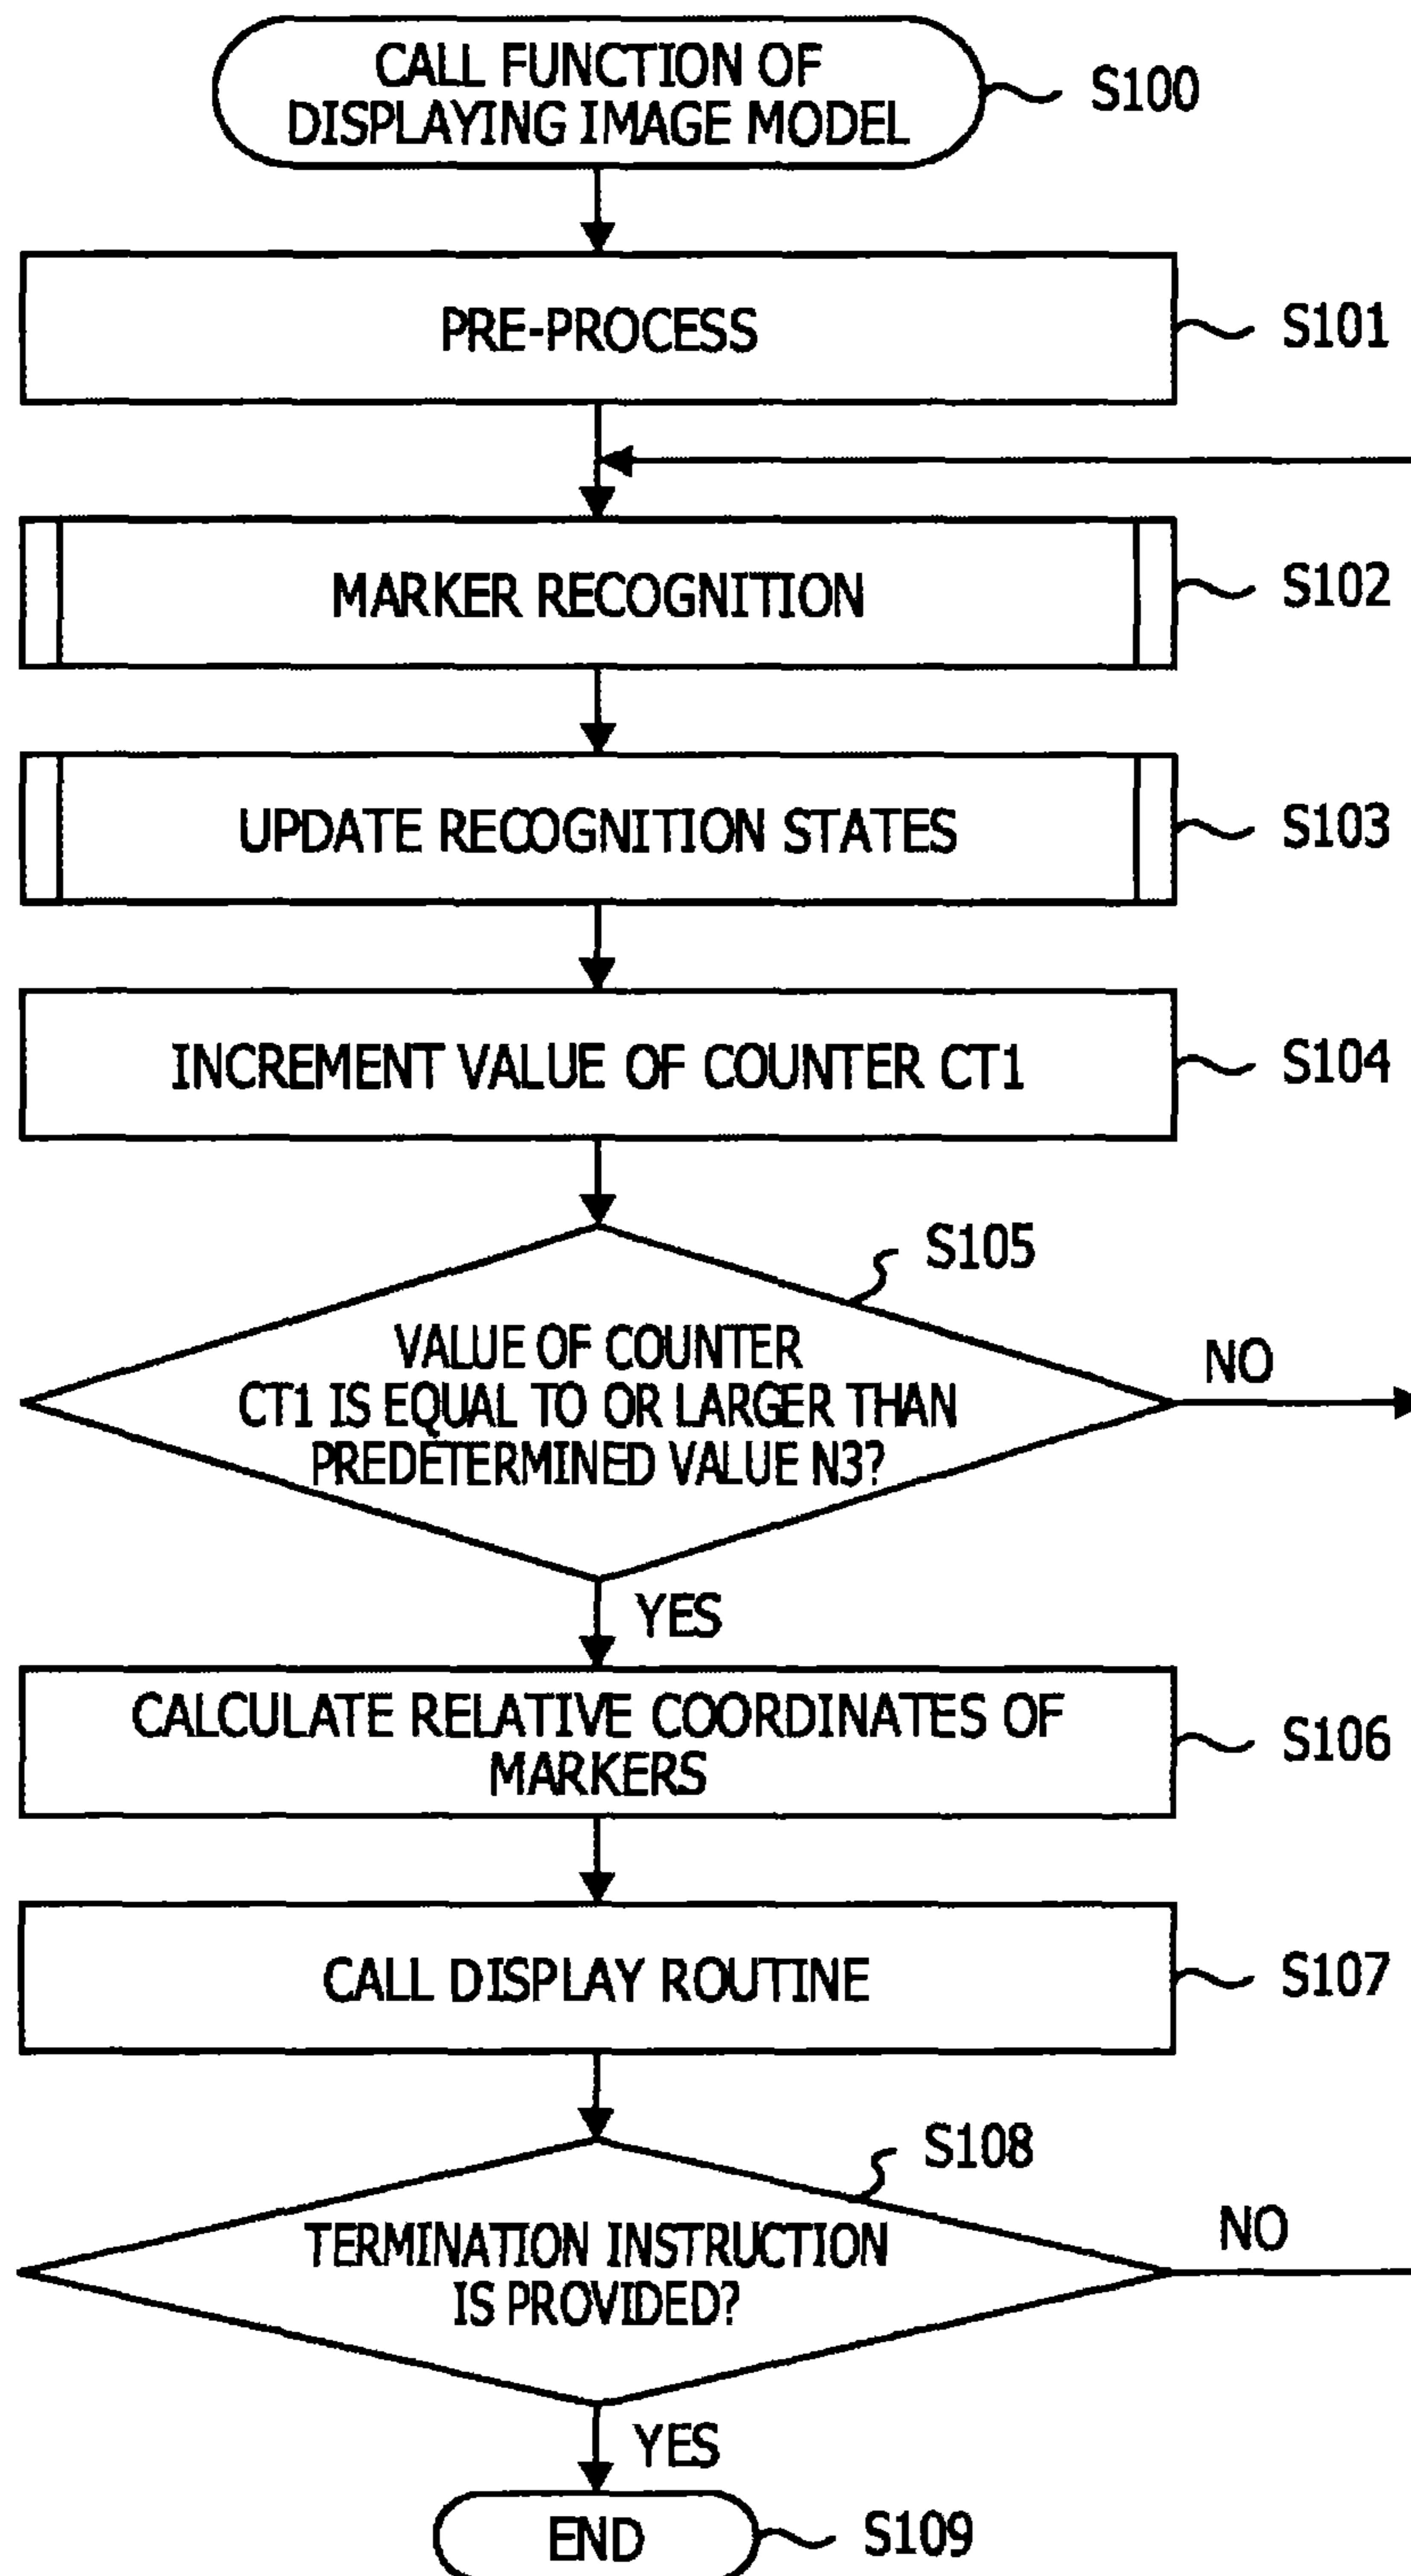 CALL FUNCTION OF
DISPLAYING IMAGE MODEL
S100
PRE-PROCESS
S101
MARKER RECOGNITION
S102
UPDATE RECOGNITION STATES
S103
INCREMENT VALUE OF COUNTER CT1
S104
S105
VALUE OF COUNTER
CT1 IS EQUAL TO OR LARGER THAN
PREDETERMINED VALUE N3?
NO
YES
CALCULATE RELATIVE COORDINATES OF
MARKERS
S106
CALL DISPLAY ROUTINE
S107
S108
TERMINATION INSTRUCTION
IS PROVIDED?
NO
YES
END
S109